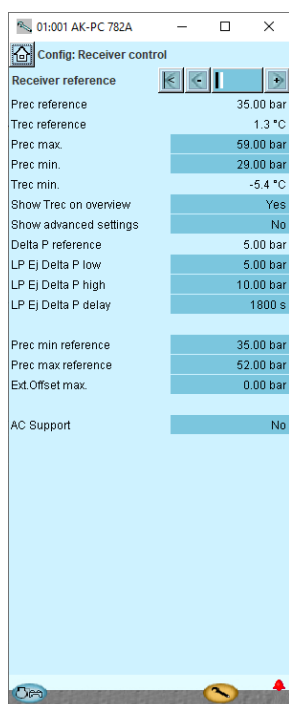 01:001 AK-PC 782A
Config: Receiver control
Receiver reference
Prec reference 35.00 bar
Trec reference 1.3 °C
Prec max. 59.00 bar
Prec min. 29.00 bar
Trec min. -5.4 °C
Show Trec on overview Yes
Show advanced settings No
Delta P reference 5.00 bar
LP Ej Delta P low 5.00 bar
LP Ej Delta P high 10.00 bar
LP Ej Delta P delay 1800 s
Prec min reference 35.00 bar
Prec max reference 52.00 bar
Ext.Offset max. 0.00 bar
AC Support No